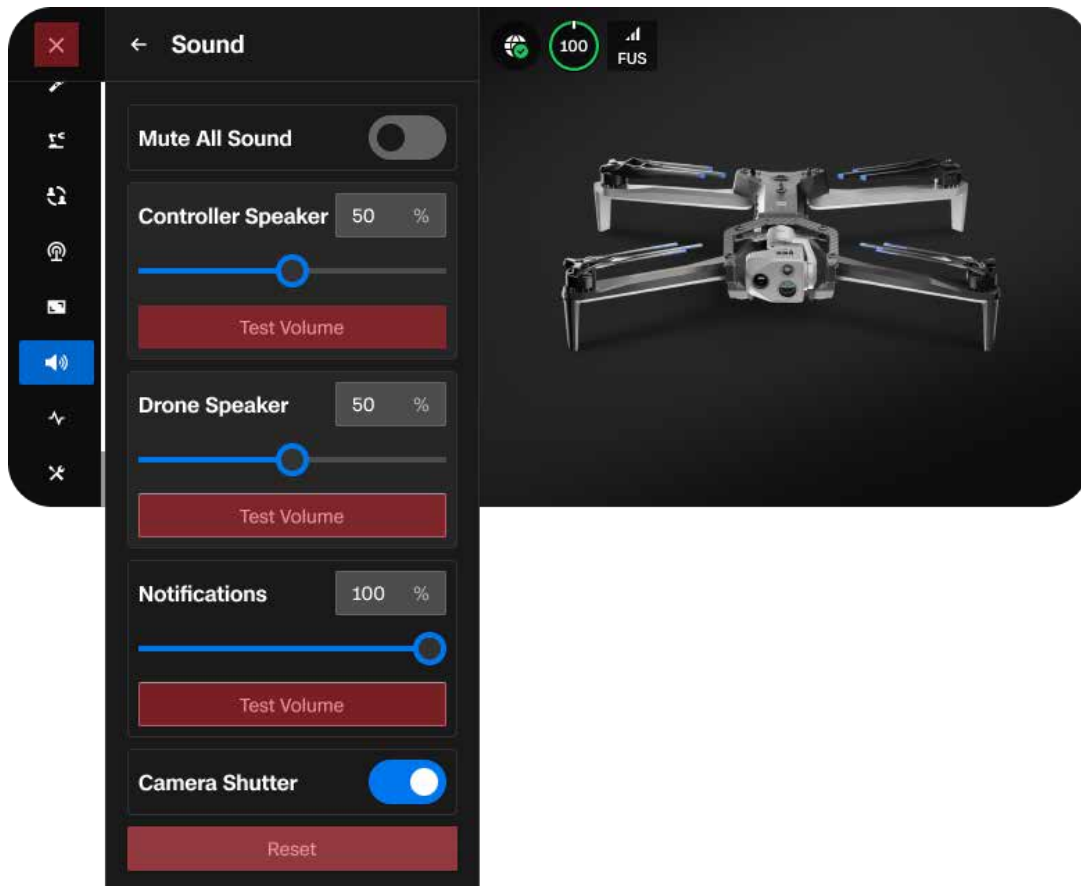 Sound
100
FUS
Mute All Sound
Controller Speaker 50 %
Test Volume
Drone Speaker 50 %
Test Volume
Notifications 100 %
Test Volume
Camera Shutter
Reset